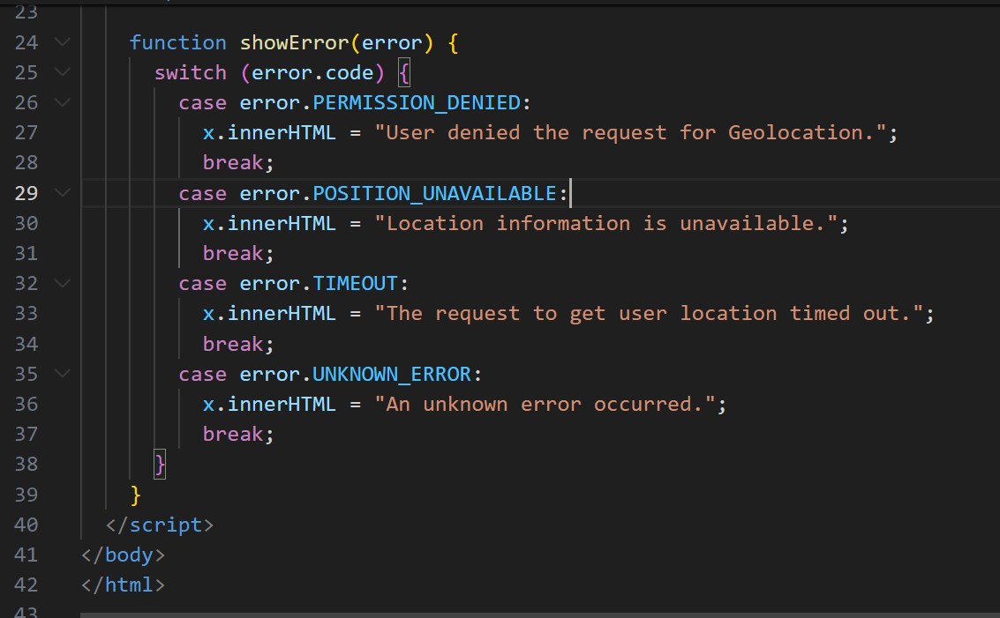 23
24 function showError(error) {
25 switch (error.code) {
26 case error.PERMISSION_DENIED:
27 x.innerHTML = "User denied the request for Geolocation.";
28 break;
29 case error.POSITION_UNAVAILABLE:
30 x.innerHTML = "Location information is unavailable.";
31 break;
32 case error.TIMEOUT:
33 x.innerHTML = "The request to get user location timed out.";
34 break;
35 case error.UNKNOWN_ERROR:
36 x.innerHTML = "An unknown error occurred.";
37 break;
38 }
39 }
40 </script>
41 </body>
42 </html>
43